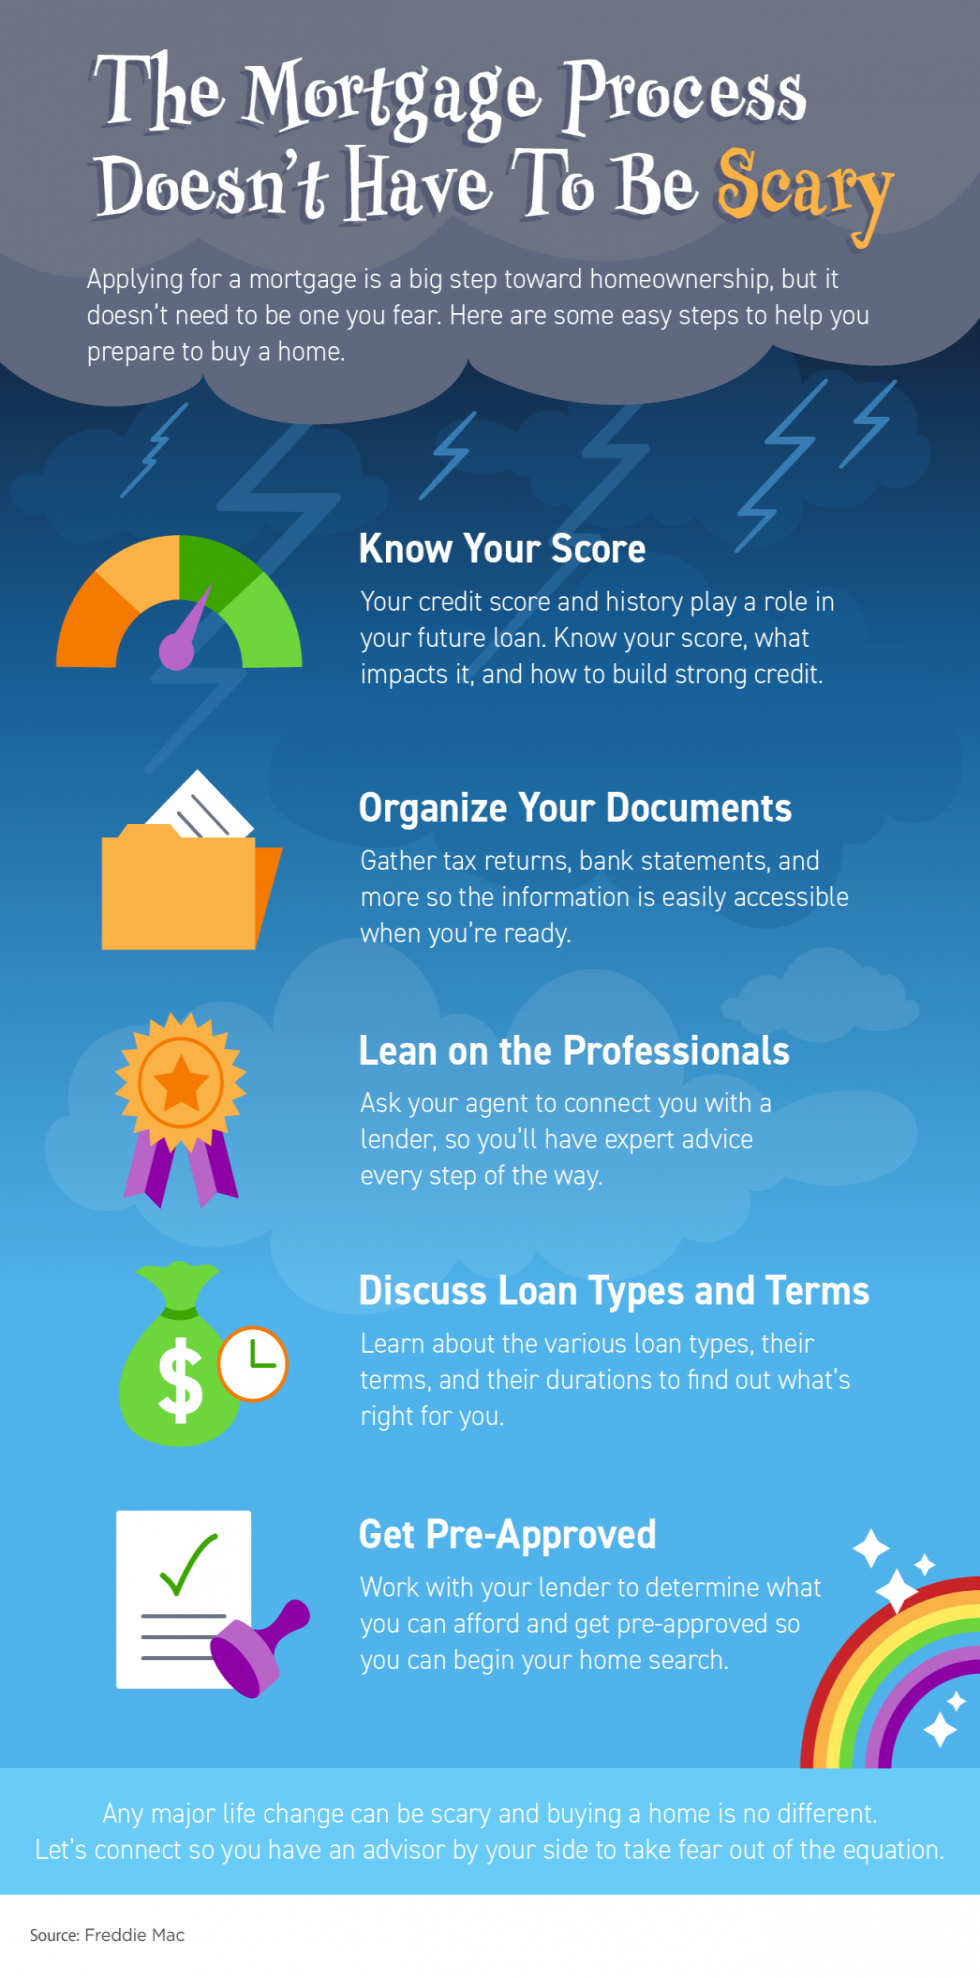 The Mortgage Process
Doesn't Have To Be Scary
Applying for a mortgage is a big step toward homeownership, but it
doesn't need to be one you fear. Here are some easy steps to help you
prepare to buy a home.
Know Your Score
Your credit score and history play a role in
your future loan. Know your score, what
impacts it, and how to build strong credit.
Organize Your Documents
Gather tax returns, bank statements, and
more so the information is easily accessible
when you're ready.
Lean on the Professionals
Ask your agent to connect you with a
lender, so you'll have expert advice
every step of the way.
$
Discuss Loan Types and Terms
Learn about the various loan types, their
terms, and their durations to find out what's
right for you.
Get Pre-Approved
Work with your lender to determine what
you can afford and get pre-approved so
you can begin your home search.
Any major life change can be scary and buying a home is no different.
Let's connect so you have an advisor by your side to take fear out of the equation.
Source: Freddie Mac